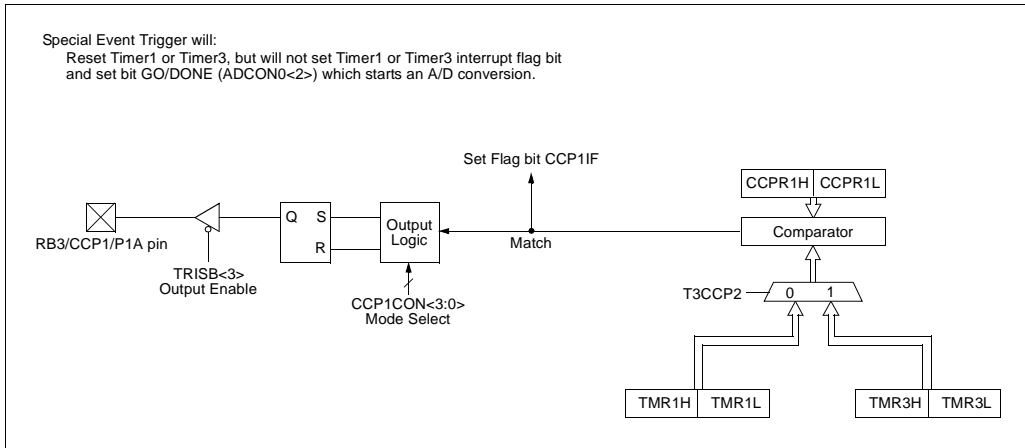 Special Event Trigger will:
Reset Timer1 or Timer3, but will not set Timer1 or Timer3 interrupt flag bit
and set bit GO/DONE (ADCON0<2>) which starts an A/D conversion.
Set Flag bit CCP1IF
CCPR1H CCPR1L
Q S
R
Output
Logic
Comparator
RB3/CCP1/P1A pin
Match
TRISB<3>
Output Enable
CCP1CON<3:0>
Mode Select
T3CCP2
0 1
TMR1H TMR1L
TMR3H TMR3L